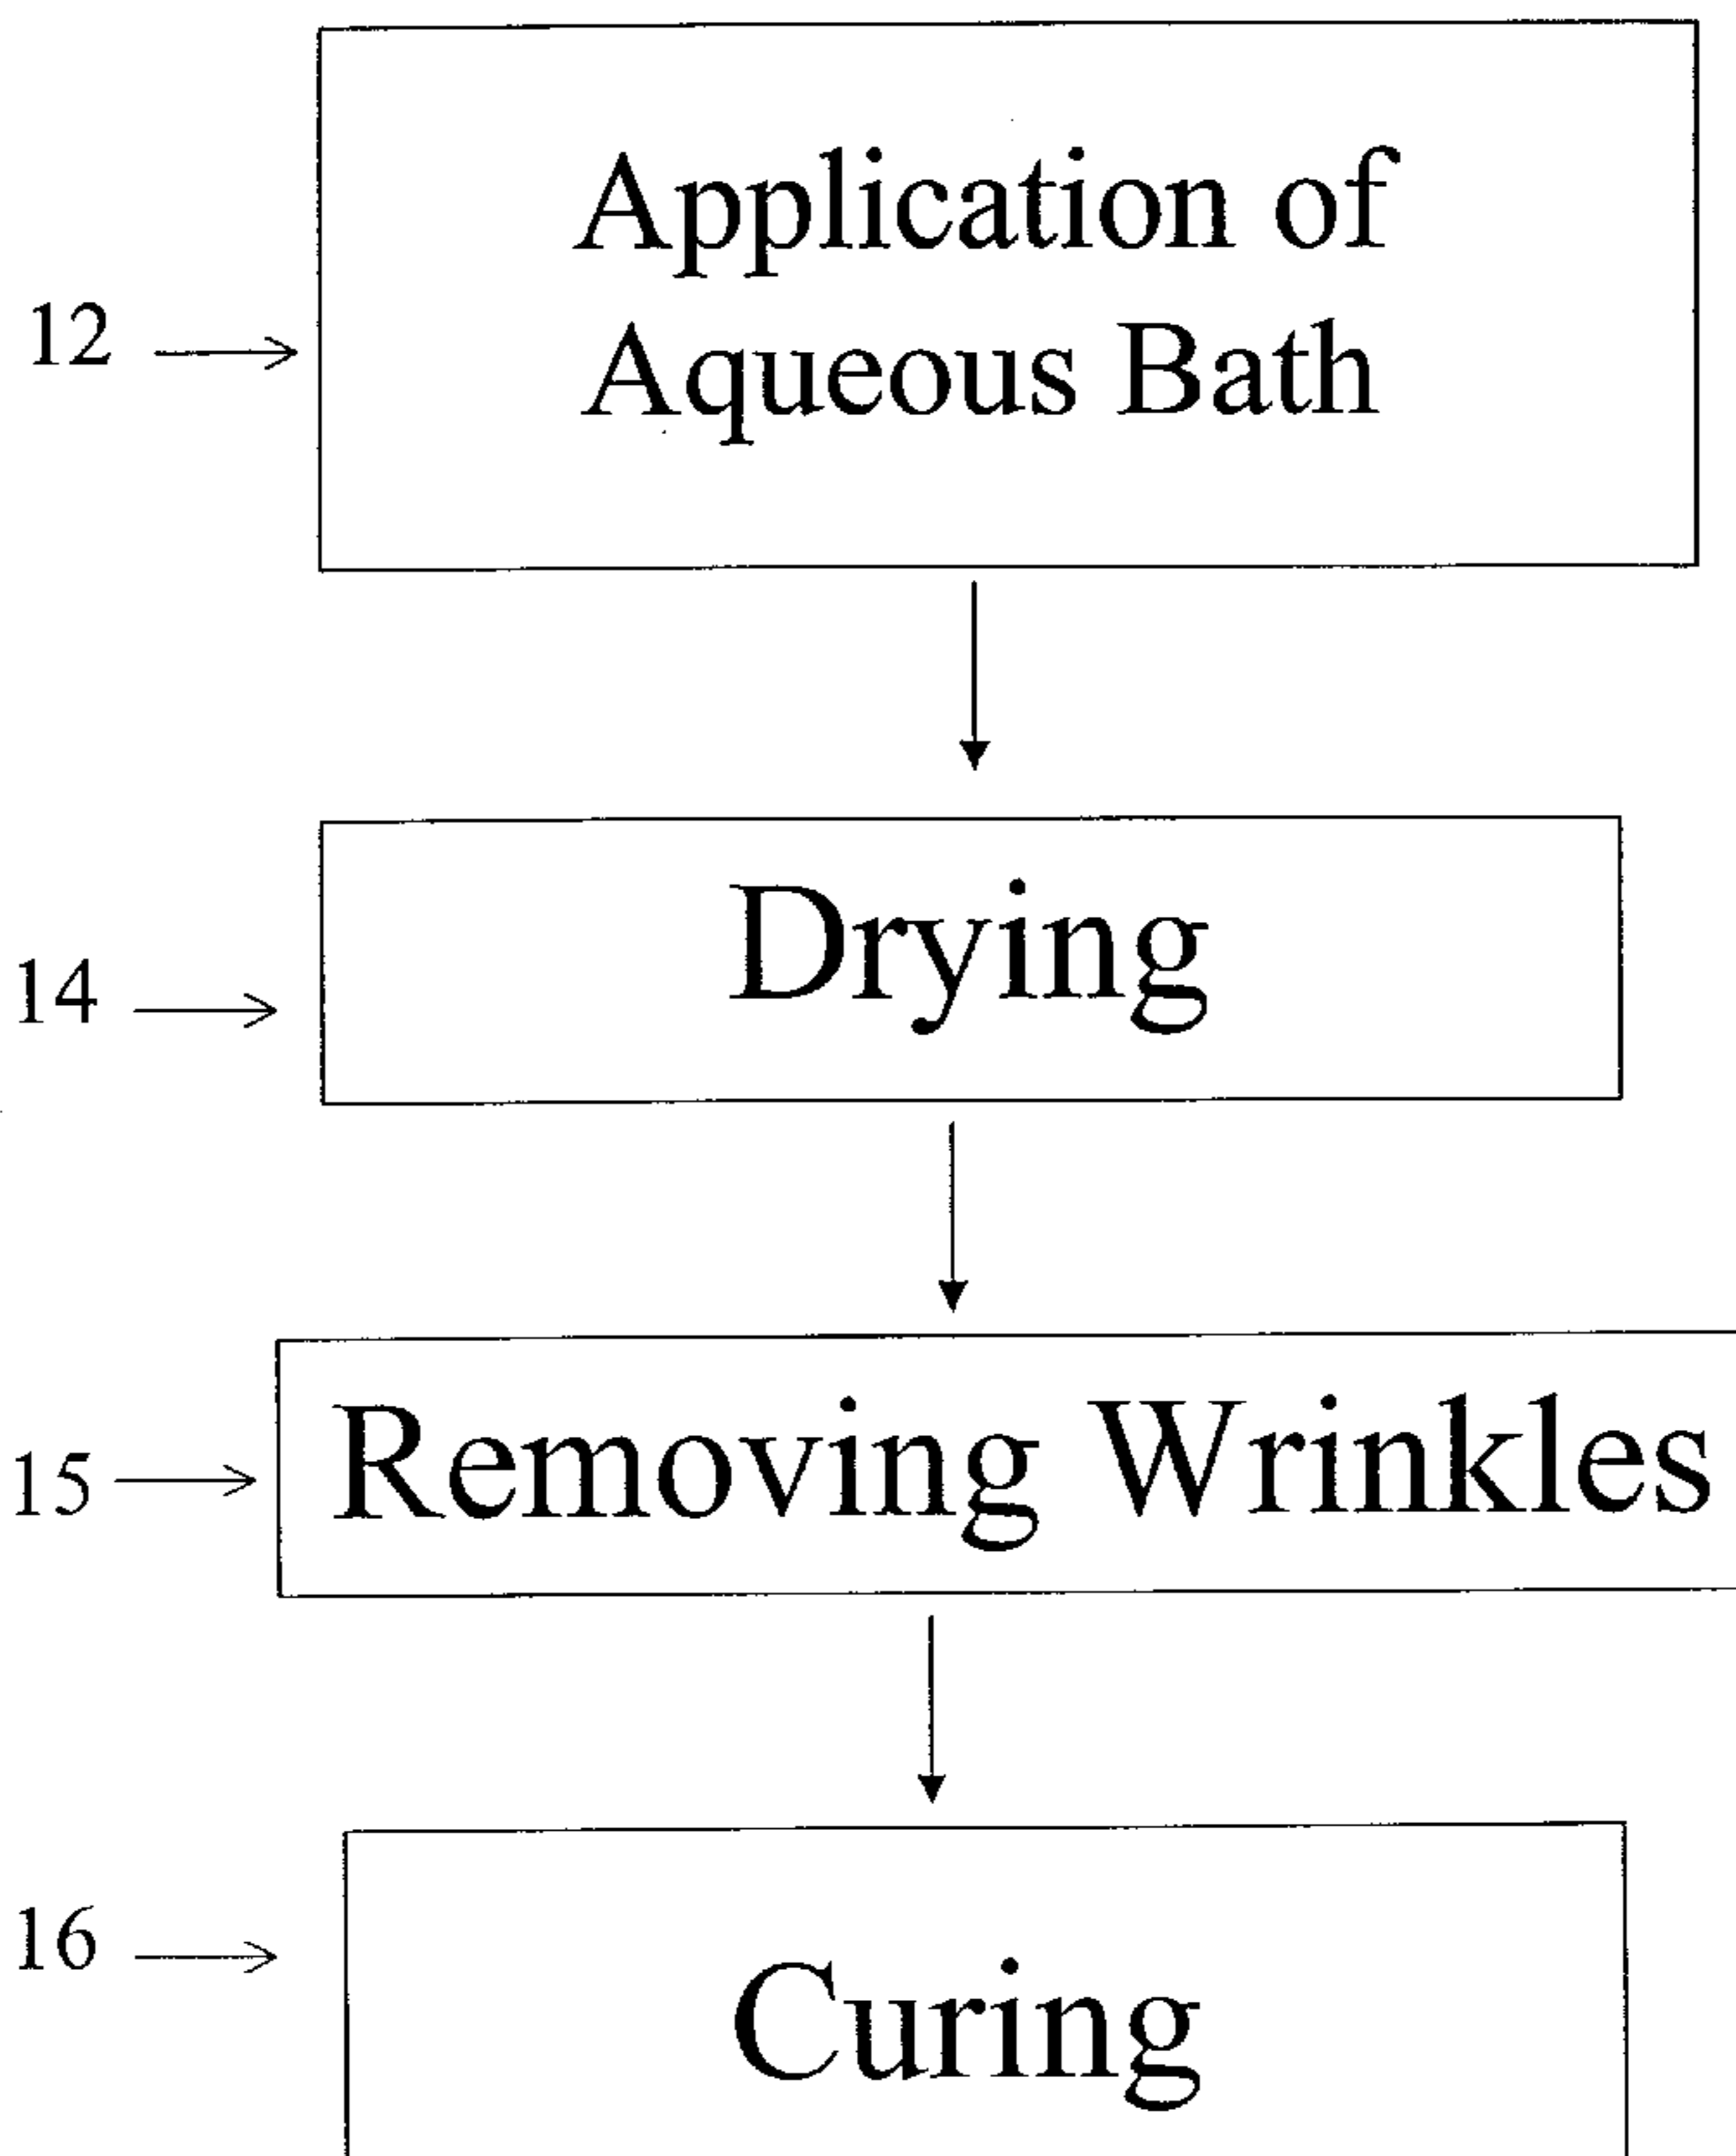 Application of
12 Aqueous Bath
14 Drying
15 Removing Wrinkles
16 Curing